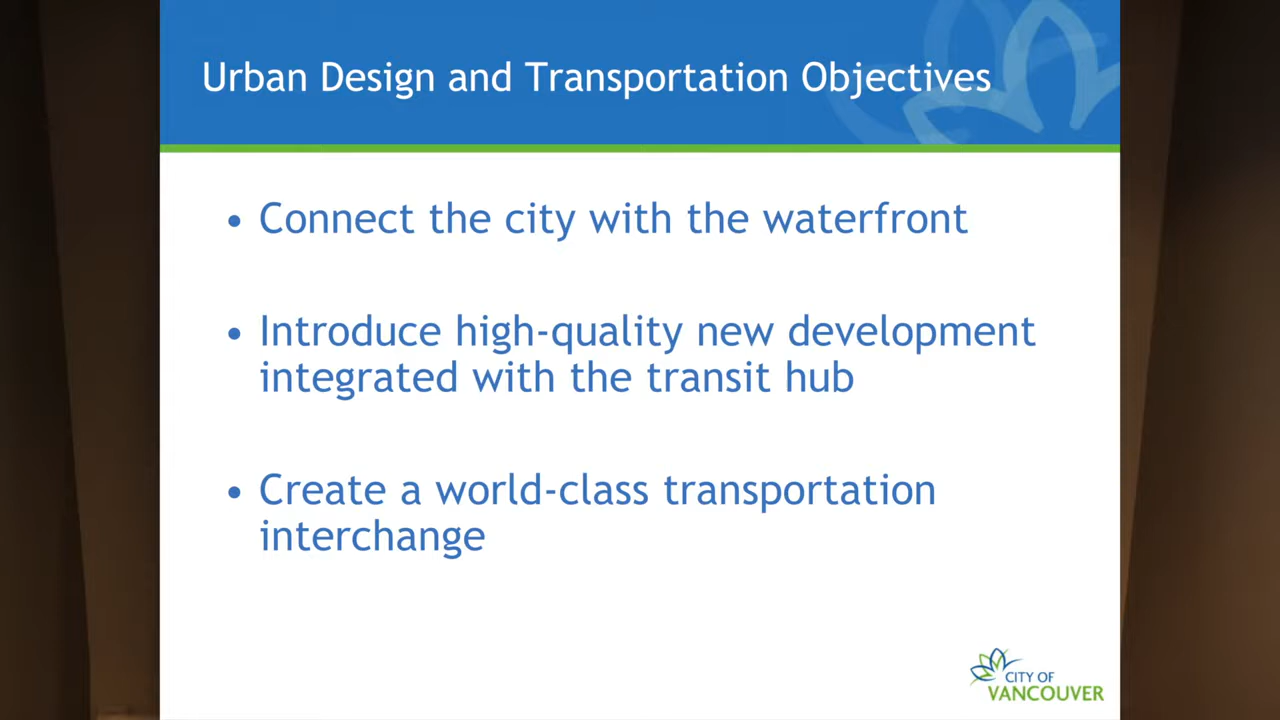 Urban Design and Transportation Objectives
• Connect the city with the waterfront
• Introduce high-quality new development
integrated with the transit hub
• Create a world-class transportation
interchange
CITY OF
VANCOUVER